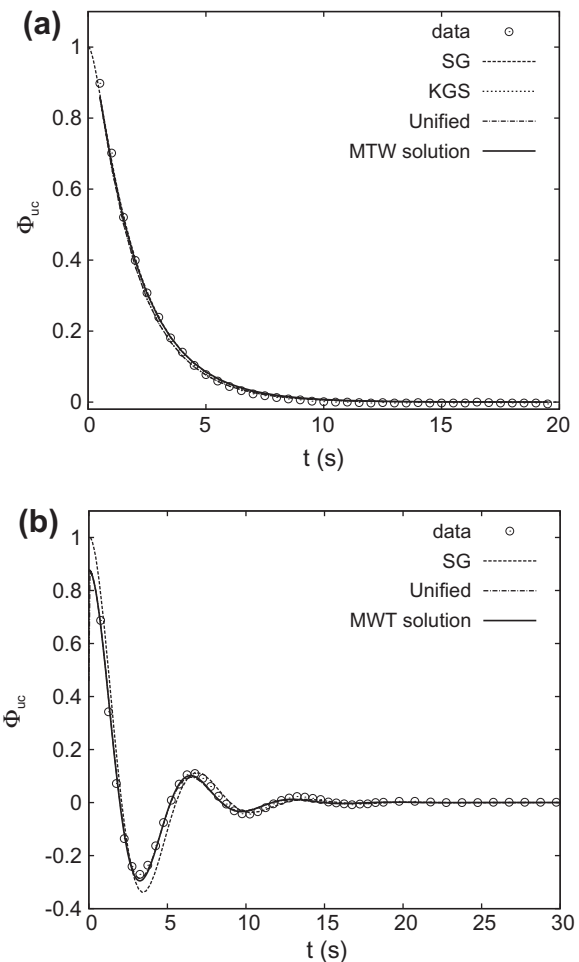 (a)
data
SG
KGS
Unified
MTW solution
1
0.8
0.6
0.4
0.2
0
Φuc
0 5 10 15 20
t (s)
(b)
data
SG
Unified
MWT solution
1
0.8
0.6
0.4
0.2
0
-0.2
-0.4
Φuc
0 5 10 15 20 25 30
t (s)